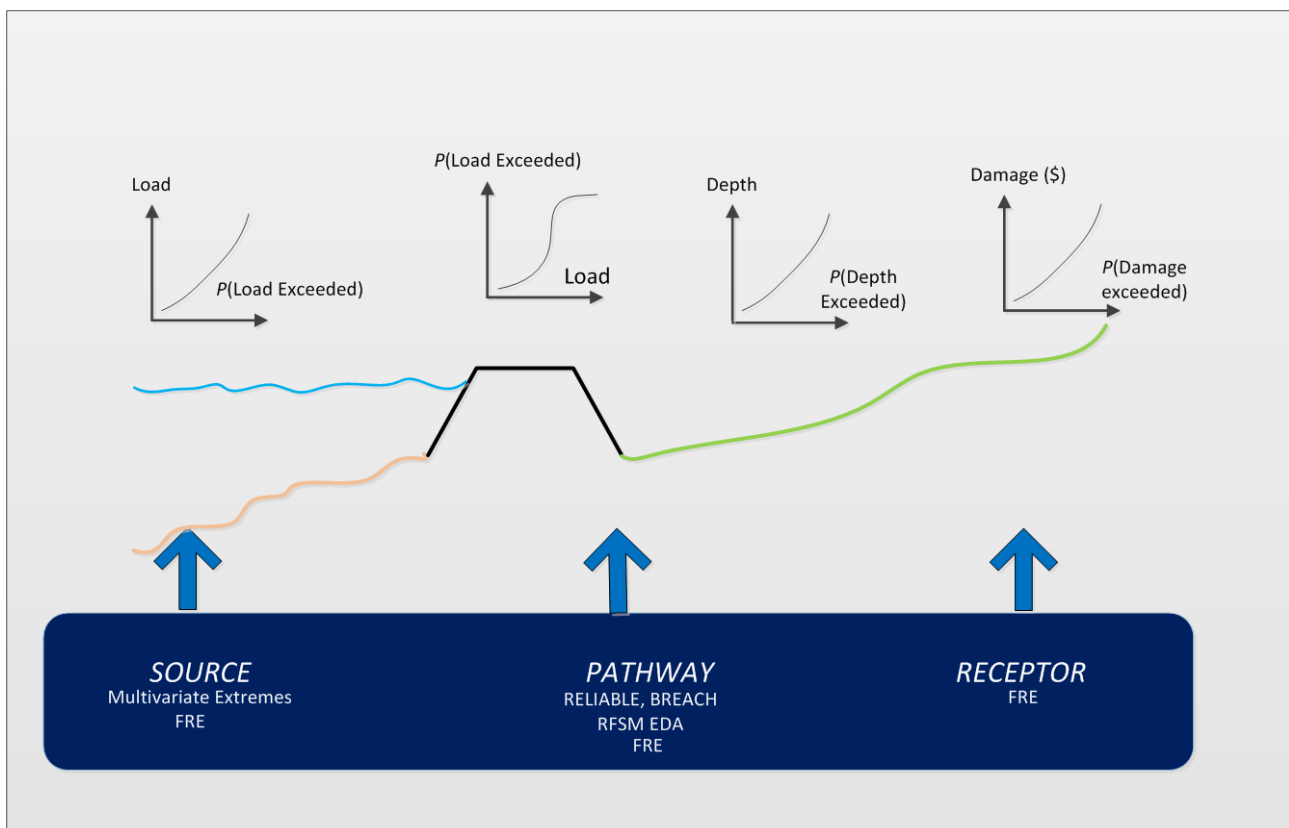 Load
P(Load Exceeded)
P(Load Exceeded)
Load
Depth
P(Depth
Exceeded)
Damage ($)
P(Damage
exceeded)
SOURCE
Multivariate Extremes
FRE
PATHWAY
RELIABLE, BREACH
RFSM EDA
FRE
RECEPTOR
FRE